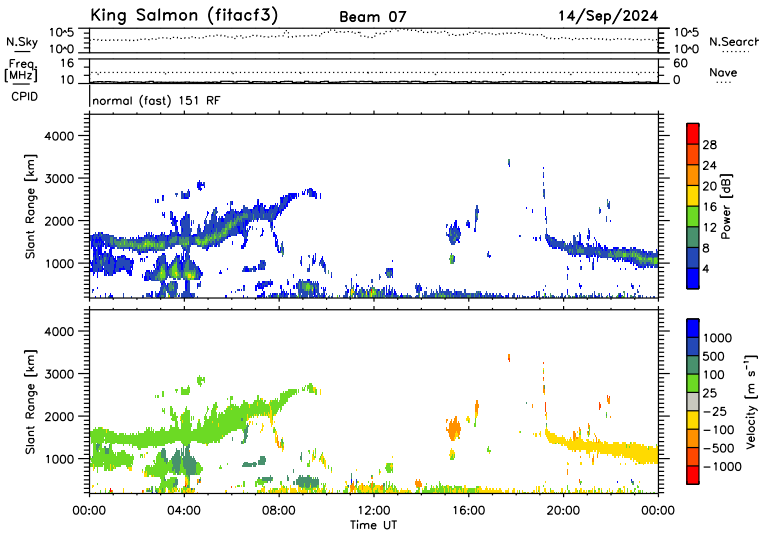 King Salmon (fitacf3) Beam 07 14/Sep/2024
N.Sky 10^5 10^0 10^5 10^0 N.Search
Freq. [MHz] 16 10 60 0 Nave
CPID normal (fast) 151 RF
Slant Range [km] 4000 3000 2000 1000
Power [dB] 28 24 20 16 12 8 4
Slant Range [km] 4000 3000 2000 1000
Velocity [m s⁻¹] 1000 500 100 25 −25 −100 −500 −1000
00:00 04:00 08:00 12:00 16:00 20:00 00:00
Time UT